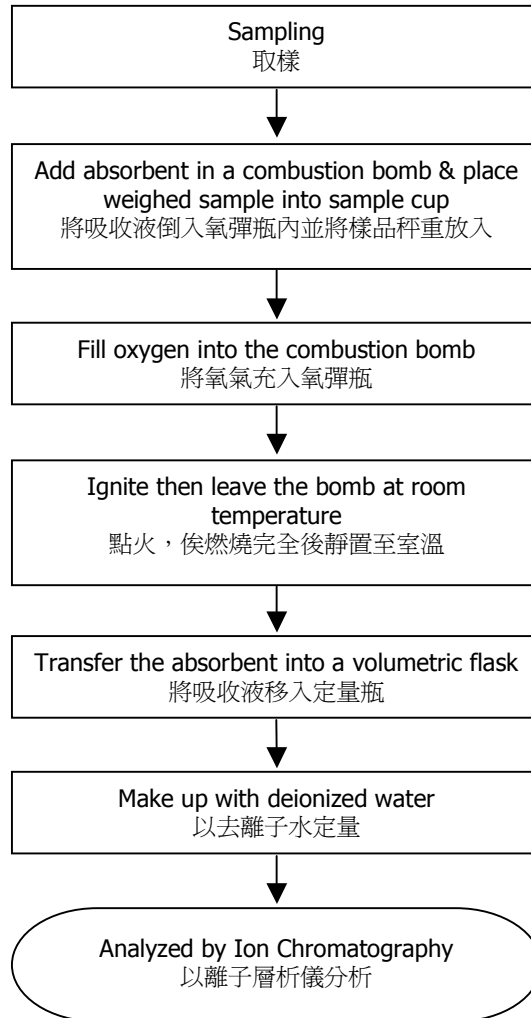 Sampling
取樣
Add absorbent in a combustion bomb & place
weighed sample into sample cup
將吸收液倒入氧彈瓶內並將樣品秤重放入
Fill oxygen into the combustion bomb
將氧氣充入氧彈瓶
Ignite then leave the bomb at room
temperature
點火，俟燃燒完全後靜置至室溫
Transfer the absorbent into a volumetric flask
將吸收液移入定量瓶
Make up with deionized water
以去離子水定量
Analyzed by Ion Chromatography
以離子層析儀分析